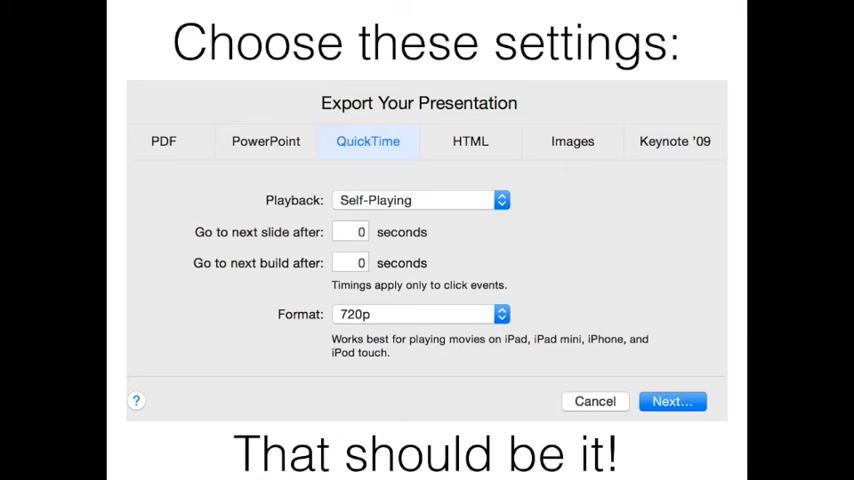 Choose these settings:
Export Your Presentation
PDF PowerPoint QuickTime HTML Images Keynote '09
Playback: Self-Playing
Go to next slide after: 0 seconds
Go to next build after: 0 seconds
Timings apply only to click events.
Format: 720p
Works best for playing movies on iPad, iPad mini, iPhone, and
iPod touch.
? Cancel Next...
That should be it!